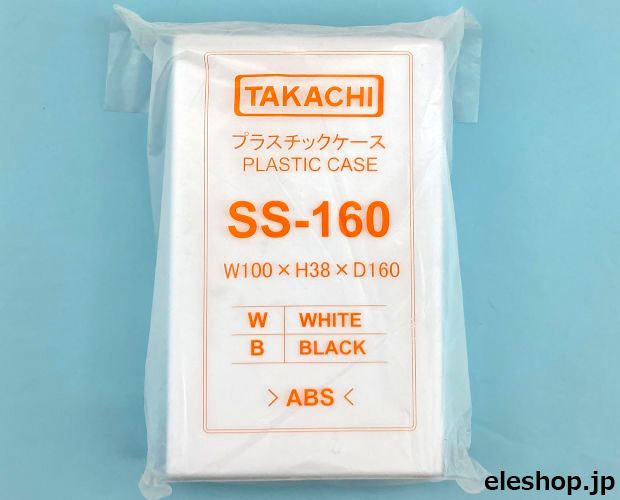 TAKACHI
プラスチックケース
PLASTIC CASE
SS-160
W100×H38×D160
W WHITE
B BLACK
>ABS<
eleshop.jp